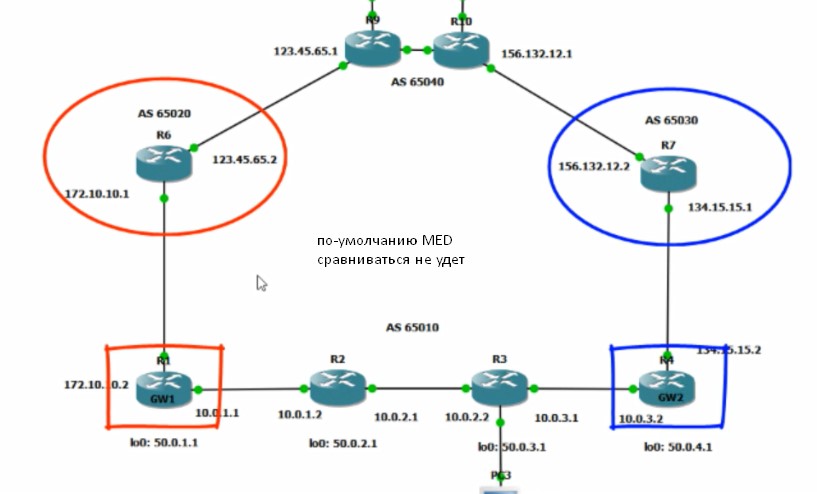 R9
R10
123.45.65.1
156.132.12.1
AS 65040
AS 65020
R6
123.45.65.2
172.10.10.1
AS 65030
R7
156.132.12.2
134.15.15.1
по-умолчанию MED
сравниваться не удет
AS 65010
R1
GW1
172.10.10.2
10.0.1.1
lo0: 50.0.1.1
R2
10.0.1.2
10.0.2.1
lo0: 50.0.2.1
R3
10.0.2.2
10.0.3.1
lo0: 50.0.3.1
R4
GW2
134.15.15.2
10.0.3.2
lo0: 50.0.4.1
PC3